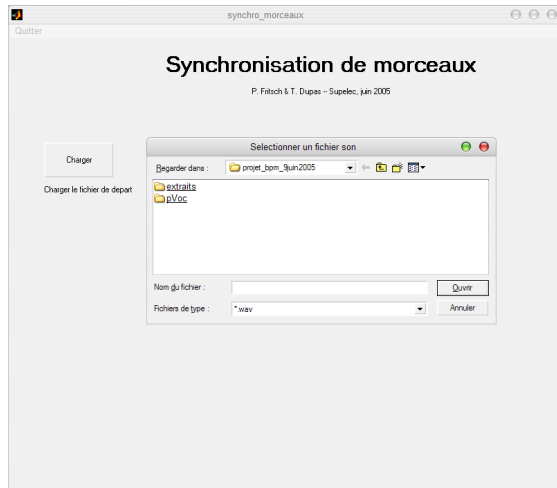 synchro_morceaux
Quitter
Synchronisation de morceaux
P. Fritsch & T. Dupas -- Supelec, juin 2005
Charger
Charger le fichier de depart
Selectionner un fichier son
Regarder dans :
projet_bpm_9juin2005
extraits
pVoc
Nom du fichier :
Ouvrir
Fichiers de type :
*.wav
Annuler